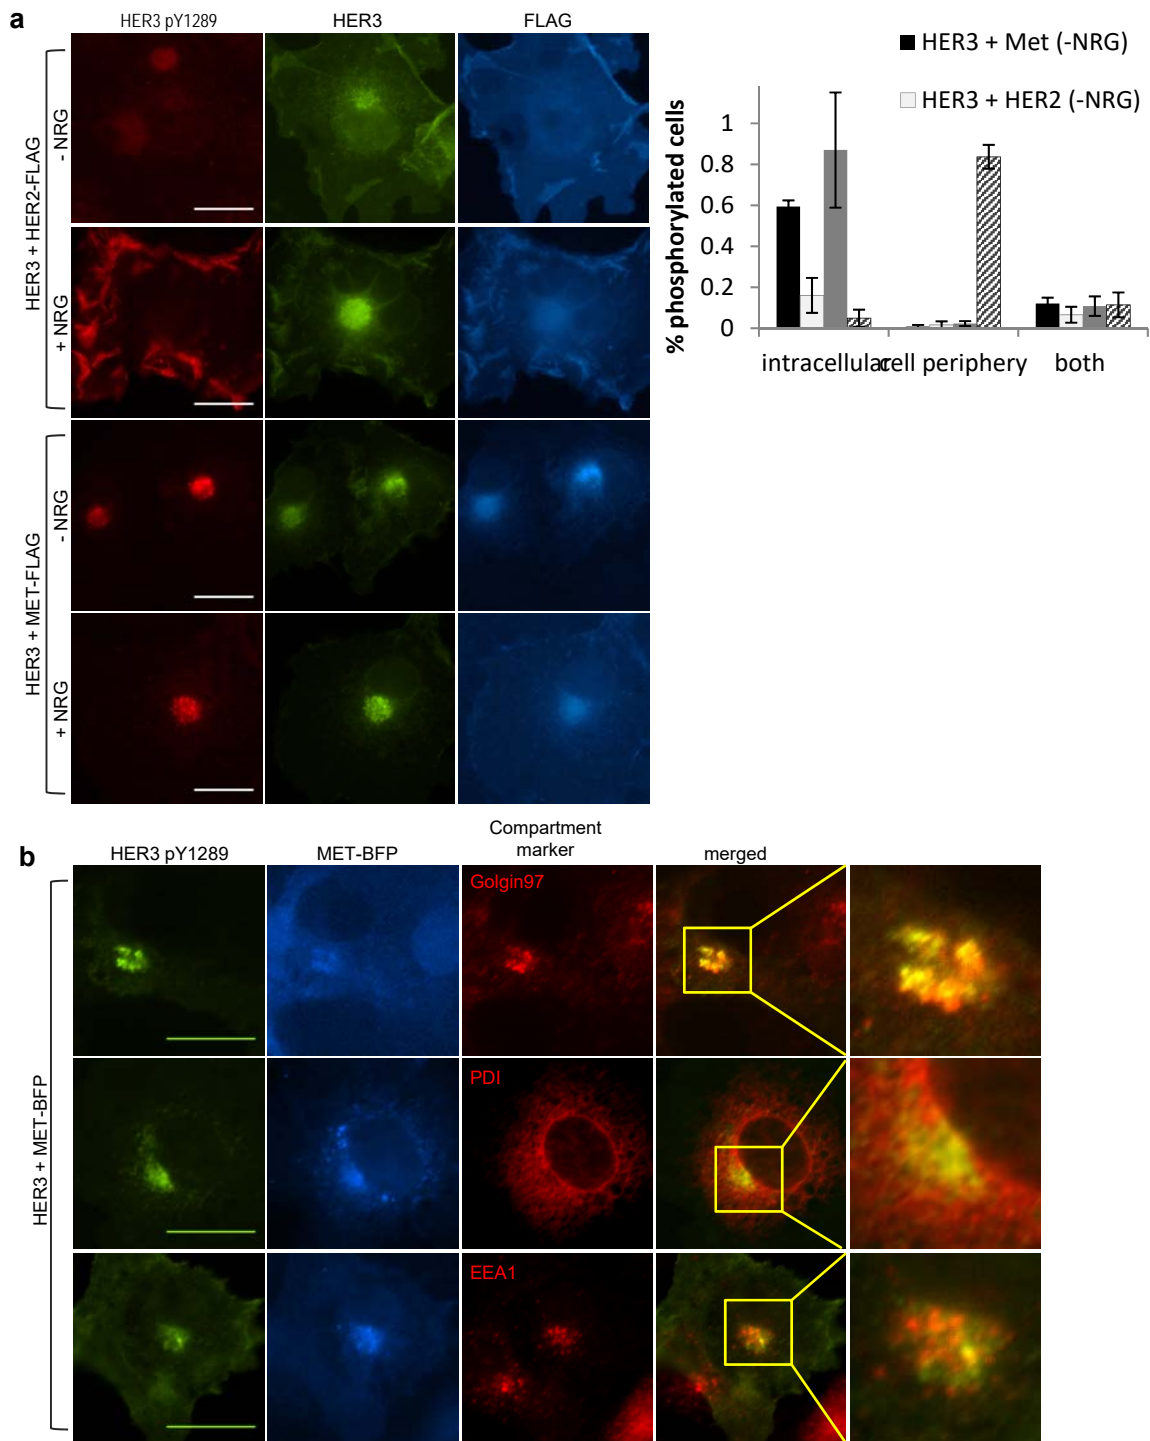 a
HER3 pY1289
HER3
FLAG
HER3 + HER2-FLAG
- NRG
+ NRG
HER3 + MET-FLAG
- NRG
+ NRG
HER3 + Met (-NRG)
HER3 + HER2 (-NRG)
% phosphorylated cells
1
0.8
0.6
0.4
0.2
0
intracellular
cell periphery
both
b
HER3 pY1289
MET-BFP
Compartment
marker
merged
HER3 + MET-BFP
Golgin97
PDI
EEA1